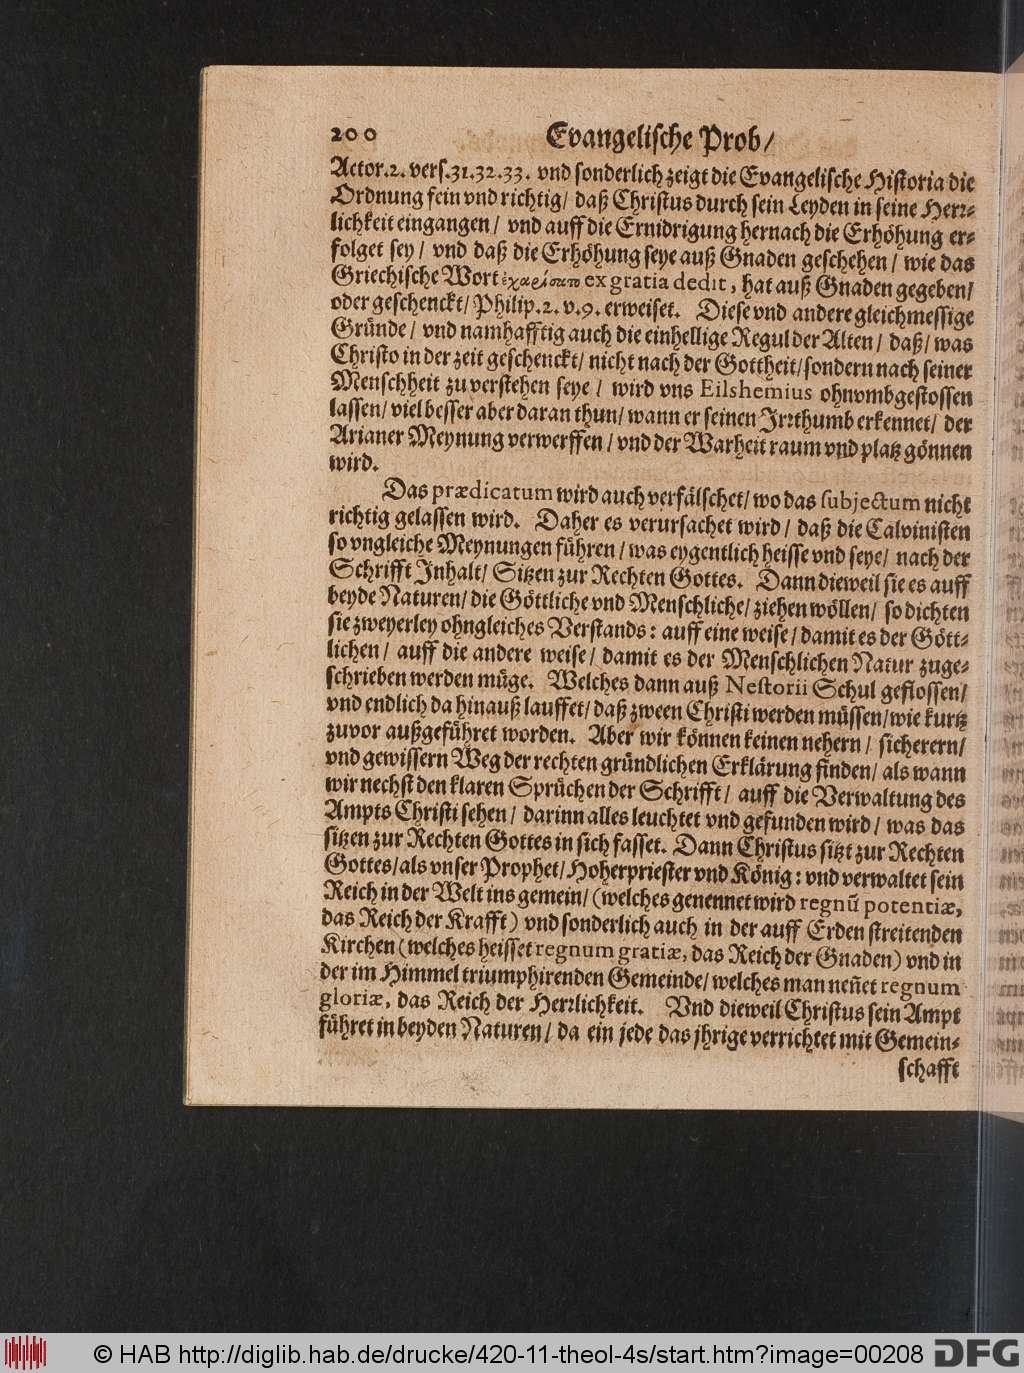 200 Evangelische Prob/
Actor.2. vers.31.32.33. vnd sonderlich zeigt die Evangelische Historia die
Ordnung fein vnd richtig/ daß Christus durch sein Leyden in seine Herꝛ-
lichkeit eingangen/ vnd auff die Ernidrigung hernach die Erhöhung er-
folget sey/ vnd daß die Erhöhung seye auß Gnaden geschehen/ wie das
Griechische Wort ἐχαρίσατο ex gratia dedit, hat auß Gnaden gegeben/
oder geschenckt/ Philip.2. v.9. erweiset. Diese vnd andere gleichmessige
Gründe/ vnd namhafftig auch die einhellige Regul der Alten/ daß/ was
Christo in der zeit geschenckt/ nicht nach der Gottheit/ sondern nach seiner
Menschheit zu verstehen seye/ wird vns Eilshemius ohnvmbgestossen
lassen/ viel besser aber daran thun/ wann er seinen Irꝛthumb erkennet/ der
Arianer Meynung verwerffen/ vnd der Warheit raum vnd platz gönnen
wird.
Das prædicatum wird auch verfälschet/ wo das subjectum nicht
richtig gelassen wird. Daher es verursachet wird/ daß die Calvinisten
so vngleiche Meynungen führen/ was eygentlich heisse vnd seye/ nach der
Schrifft Inhalt/ Sitzen zur Rechten Gottes. Dann dieweil sie es auff
beyde Naturen/ die Göttliche vnd Menschliche/ ziehen wöllen/ so dichten
sie zweyerley ohngleiches Verstands: auff eine weise/ damit es der Gött-
lichen/ auff die andere weise/ damit es der Menschlichen Natur zuge-
schrieben werden müge. Welches dann auß Nestorii Schul geflossen/
vnd endlich da hinauß lauffet/ daß zween Christi werden müssen/ wie kurtz
zuvor außgeführet worden. Aber wir können keinen nehern/ sicherern/
vnd gewissern Weg der rechten gründlichen Erklärung finden/ als wann
wir nechst den klaren Sprüchen der Schrifft/ auff die Verwaltung des
Ampts Christi sehen/ darinn alles leuchtet vnd gefunden wird/ was das
sitzen zur Rechten Gottes in sich fasset. Dann Christus sitzt zur Rechten
Gottes/ als vnser Prophet/ Hoherpriester vnd König: vnd verwaltet sein
Reich in der Welt ins gemein/ (welches genennet wird regnũ potentiæ,
das Reich der Krafft) vnd sonderlich auch in der auff Erden streitenden
Kirchen (welches heisset regnum gratiæ, das Reich der Gnaden) vnd in
der im Himmel triumphirenden Gemeinde/ welches man neñet regnum
gloriæ, das Reich der Herꝛlichkeit. Vnd dieweil Christus sein Ampt
führet in beyden Naturen/ da ein jede das jhrige verrichtet mit Gemein-
schafft
© HAB http://diglib.hab.de/drucke/420-11-theol-4s/start.htm?image=00208
DFG